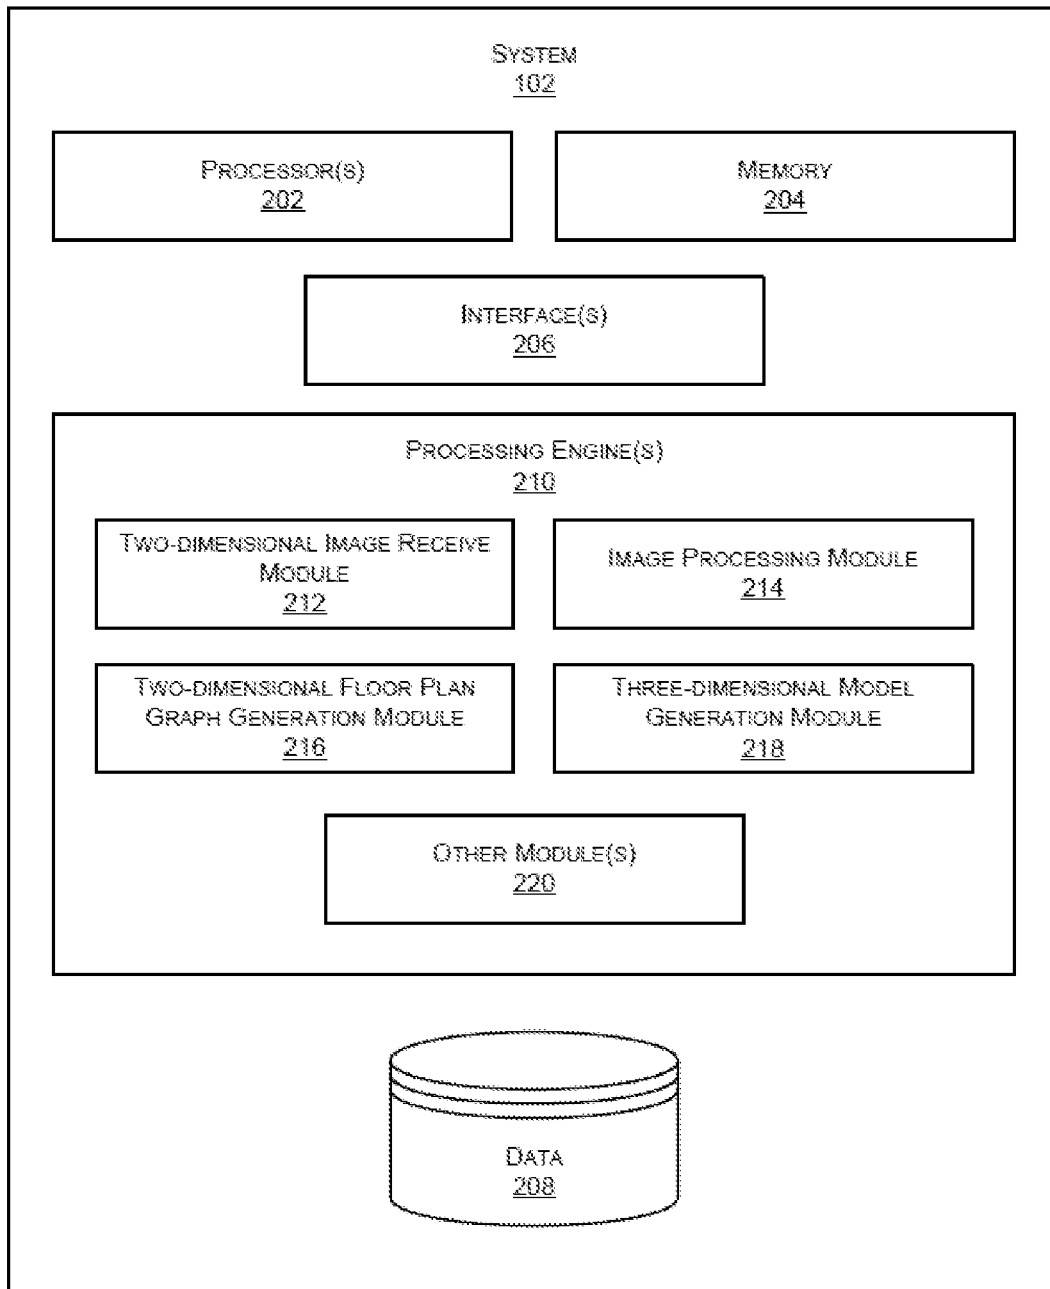 SYSTEM
102
PROCESSOR(S)
202
MEMORY
204
INTERFACE(S)
206
PROCESSING ENGINE(S)
210
TWO-DIMENSIONAL IMAGE RECEIVE
MODULE
212
IMAGE PROCESSING MODULE
214
TWO-DIMENSIONAL FLOOR PLAN
GRAPH GENERATION MODULE
216
THREE-DIMENSIONAL MODEL
GENERATION MODULE
218
OTHER MODULE(S)
220
DATA
208